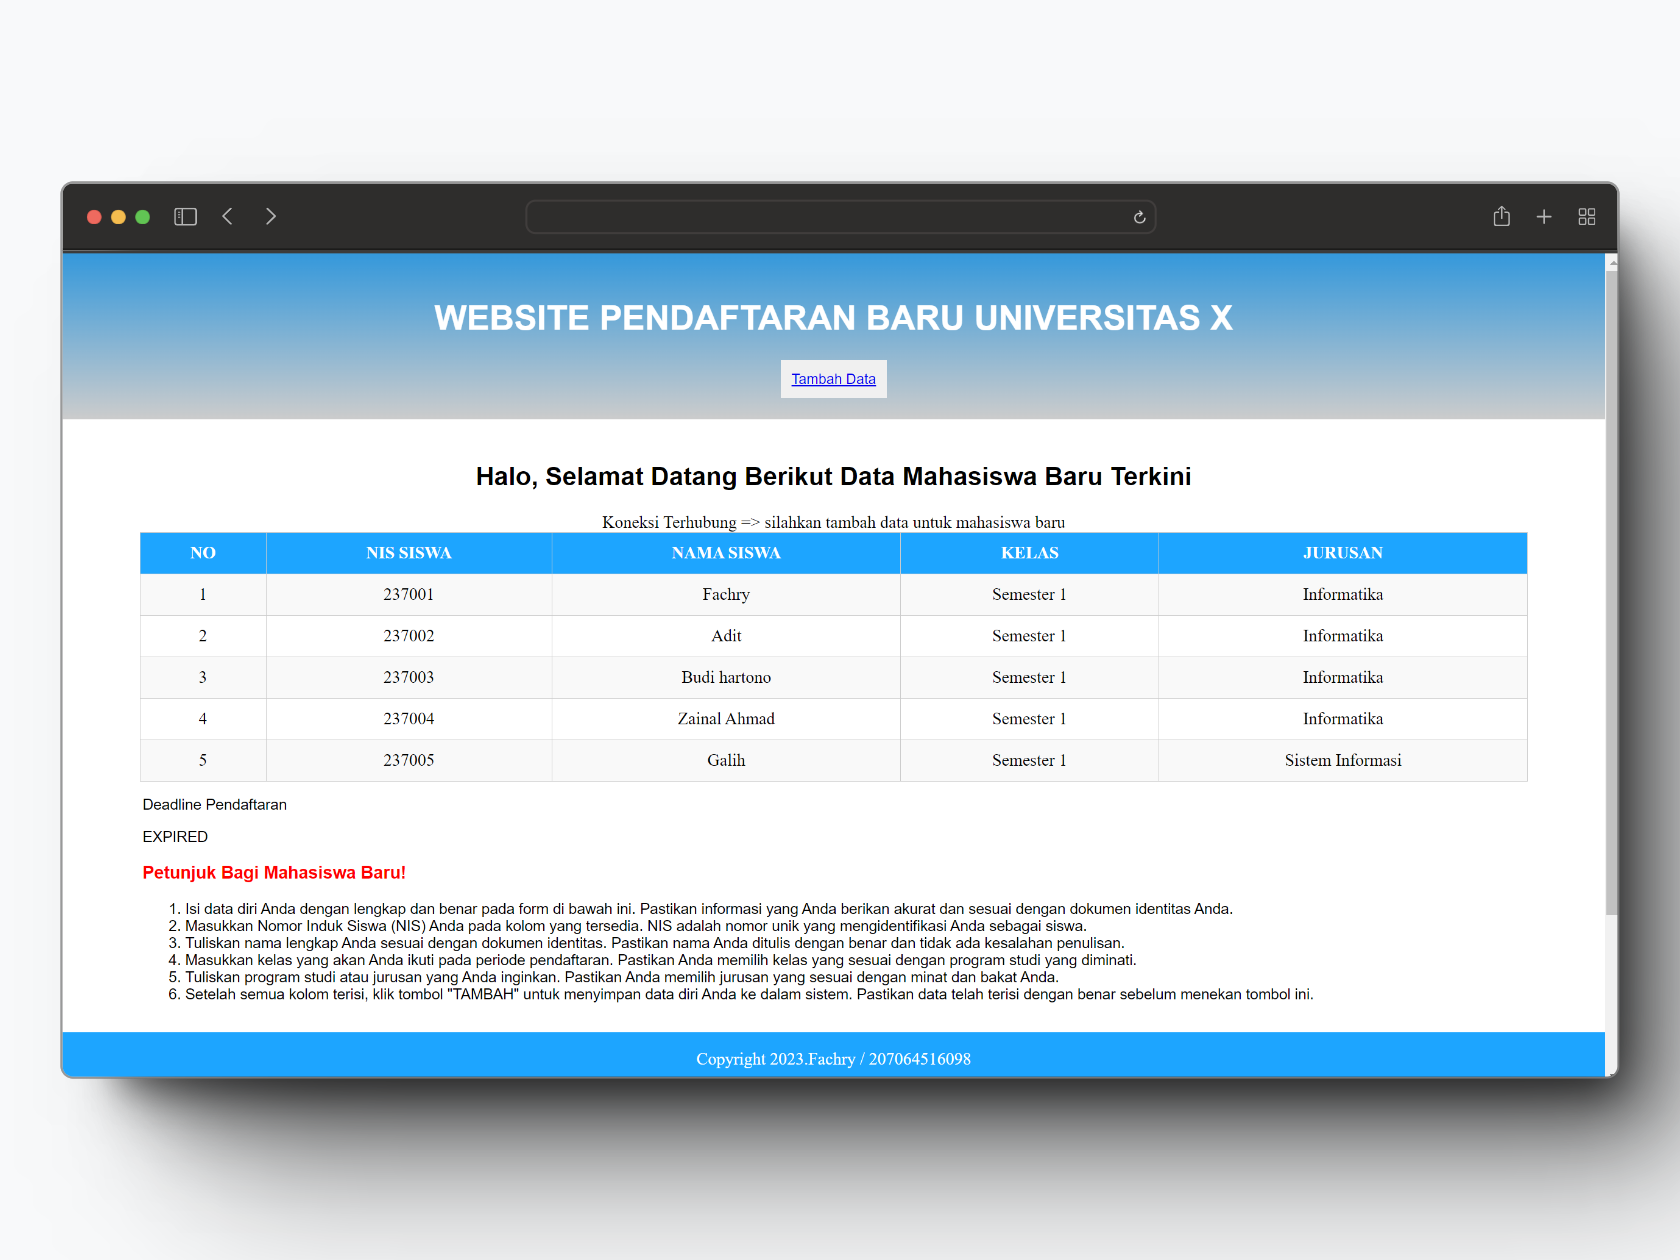 WEBSITE PENDAFTARAN BARU UNIVERSITAS X
Tambah Data
Halo, Selamat Datang Berikut Data Mahasiswa Baru Terkini
Koneksi Terhubung => silahkan tambah data untuk mahasiswa baru
NO NIS SISWA NAMA SISWA KELAS JURUSAN
1 237001 Fachry Semester 1 Informatika
2 237002 Adit Semester 1 Informatika
3 237003 Budi hartono Semester 1 Informatika
4 237004 Zainal Ahmad Semester 1 Informatika
5 237005 Galih Semester 1 Sistem Informasi
Deadline Pendaftaran
EXPIRED
Petunjuk Bagi Mahasiswa Baru!
1. Isi data diri Anda dengan lengkap dan benar pada form di bawah ini. Pastikan informasi yang Anda berikan akurat dan sesuai dengan dokumen identitas Anda.
2. Masukkan Nomor Induk Siswa (NIS) Anda pada kolom yang tersedia. NIS adalah nomor unik yang mengidentifikasi Anda sebagai siswa.
3. Tuliskan nama lengkap Anda sesuai dengan dokumen identitas. Pastikan nama Anda ditulis dengan benar dan tidak ada kesalahan penulisan.
4. Masukkan kelas yang akan Anda ikuti pada periode pendaftaran. Pastikan Anda memilih kelas yang sesuai dengan program studi yang diminati.
5. Tuliskan program studi atau jurusan yang Anda inginkan. Pastikan Anda memilih jurusan yang sesuai dengan minat dan bakat Anda.
6. Setelah semua kolom terisi, klik tombol "TAMBAH" untuk menyimpan data diri Anda ke dalam sistem. Pastikan data telah terisi dengan benar sebelum menekan tombol ini.
Copyright 2023.Fachry / 207064516098